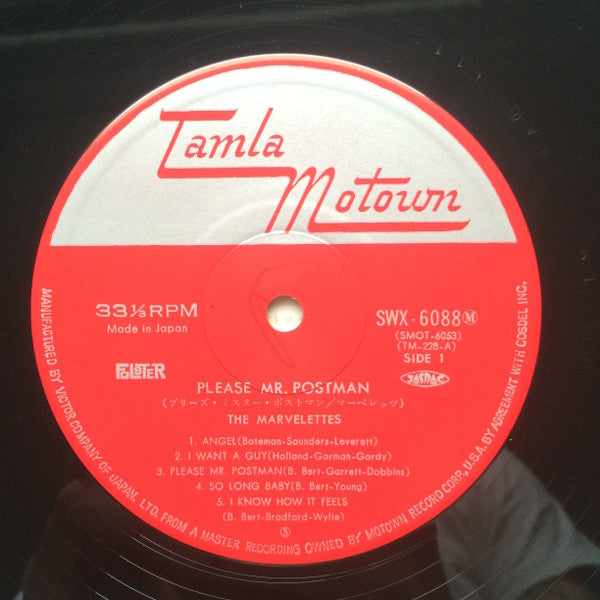 Tamla
Motown
33⅓RPM
Made in Japan
SWX-6088Ⓜ
(SMOT-6053)
(TM-228-A)
SIDE 1
PLEASE MR. POSTMAN
(プリーズ・ミスター・ポストマン/マーベレッツ)
THE MARVELETTES
1. ANGEL(Bateman-Saunders-Leverett)
2. I WANT A GUY(Holland-Gorman-Gordy)
3. PLEASE MR. POSTMAN(B. Bert-Garrett-Dobbins)
4. SO LONG BABY(B. Bert-Young)
5. I KNOW HOW IT FEELS
(B. Bert-Bradford-Wylie)
Ⓢ
MANUFACTURED BY VICTOR COMPANY OF JAPAN, LTD. FROM A MASTER RECORDING OWNED BY MOTOWN RECORD CORP., U.S.A. BY AGREEMENT WITH COSDEL INC.